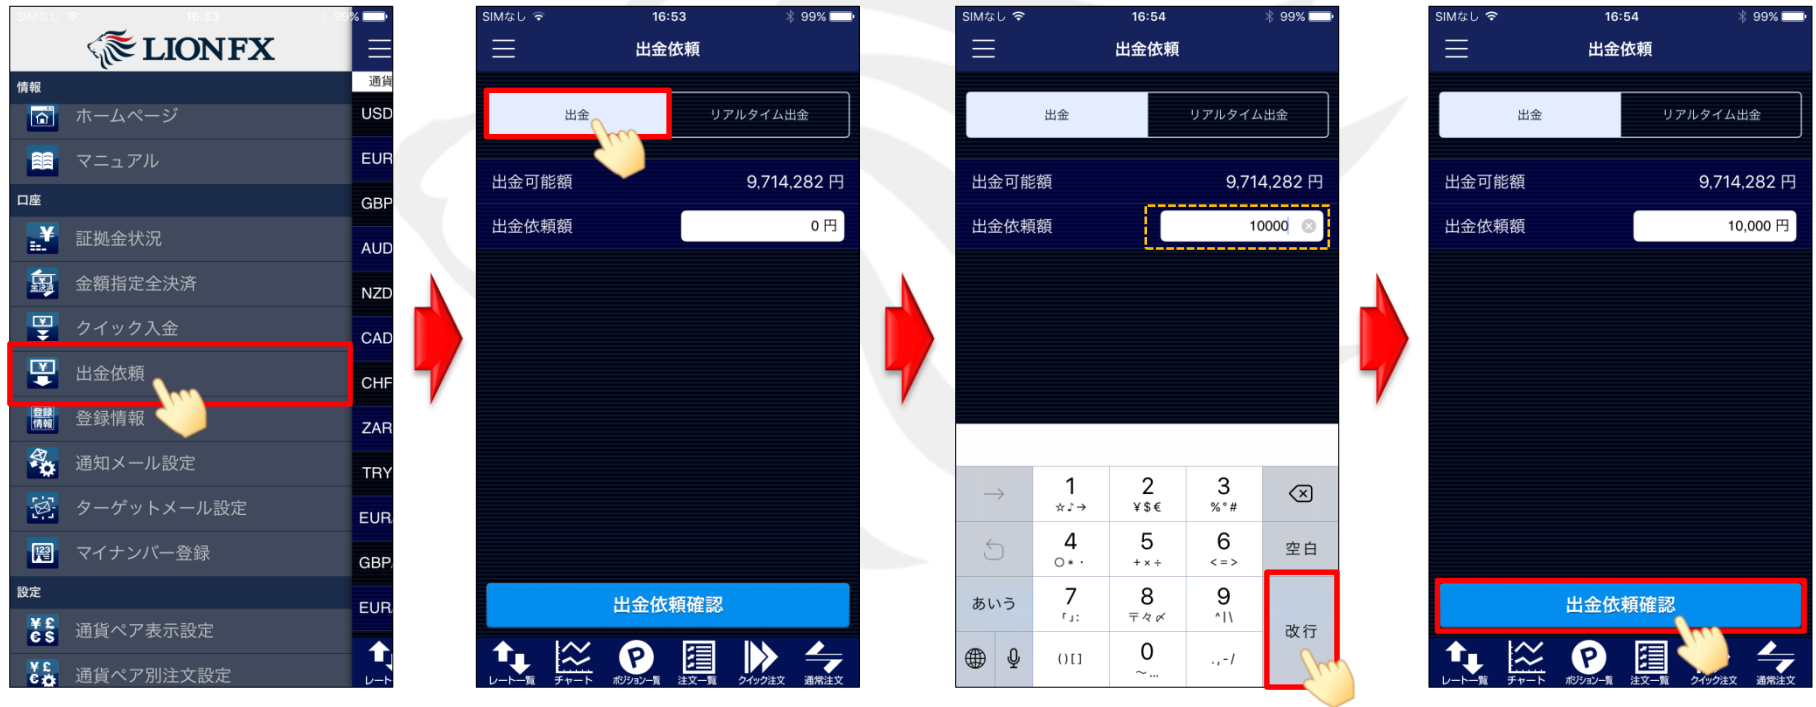 SIMなし 16:53 99%
LION FX
情報
ホームページ
マニュアル
口座
証拠金状況
金額指定全決済
クイック入金
出金依頼
登録情報
通知メール設定
ターゲットメール設定
マイナンバー登録
設定
通貨ペア表示設定
通貨ペア別注文設定
通貨
USD
EUR
GBP
AUD
NZD
CAD
CHF
ZAR
TRY
EUR
GBP
EUR
レート
SIMなし 16:53 99%
出金依頼
出金 リアルタイム出金
出金可能額 9,714,282 円
出金依頼額 0 円
出金依頼確認
レート一覧 チャート ポジション一覧 注文一覧 クイック注文 通常注文
SIMなし 16:54 99%
出金依頼
出金 リアルタイム出金
出金可能額 9,714,282 円
出金依頼額 10000
→ 1 2 3
☆♪→ ¥$€ %°#
4 5 6 空白
○*・ +×÷ <=>
あいう 7 8 9 改行
「」: 〒々〆 ^|\
()[] 0 .,-/
~…
SIMなし 16:54 99%
出金依頼
出金 リアルタイム出金
出金可能額 9,714,282 円
出金依頼額 10,000 円
出金依頼確認
レート一覧 チャート ポジション一覧 注文一覧 クイック注文 通常注文